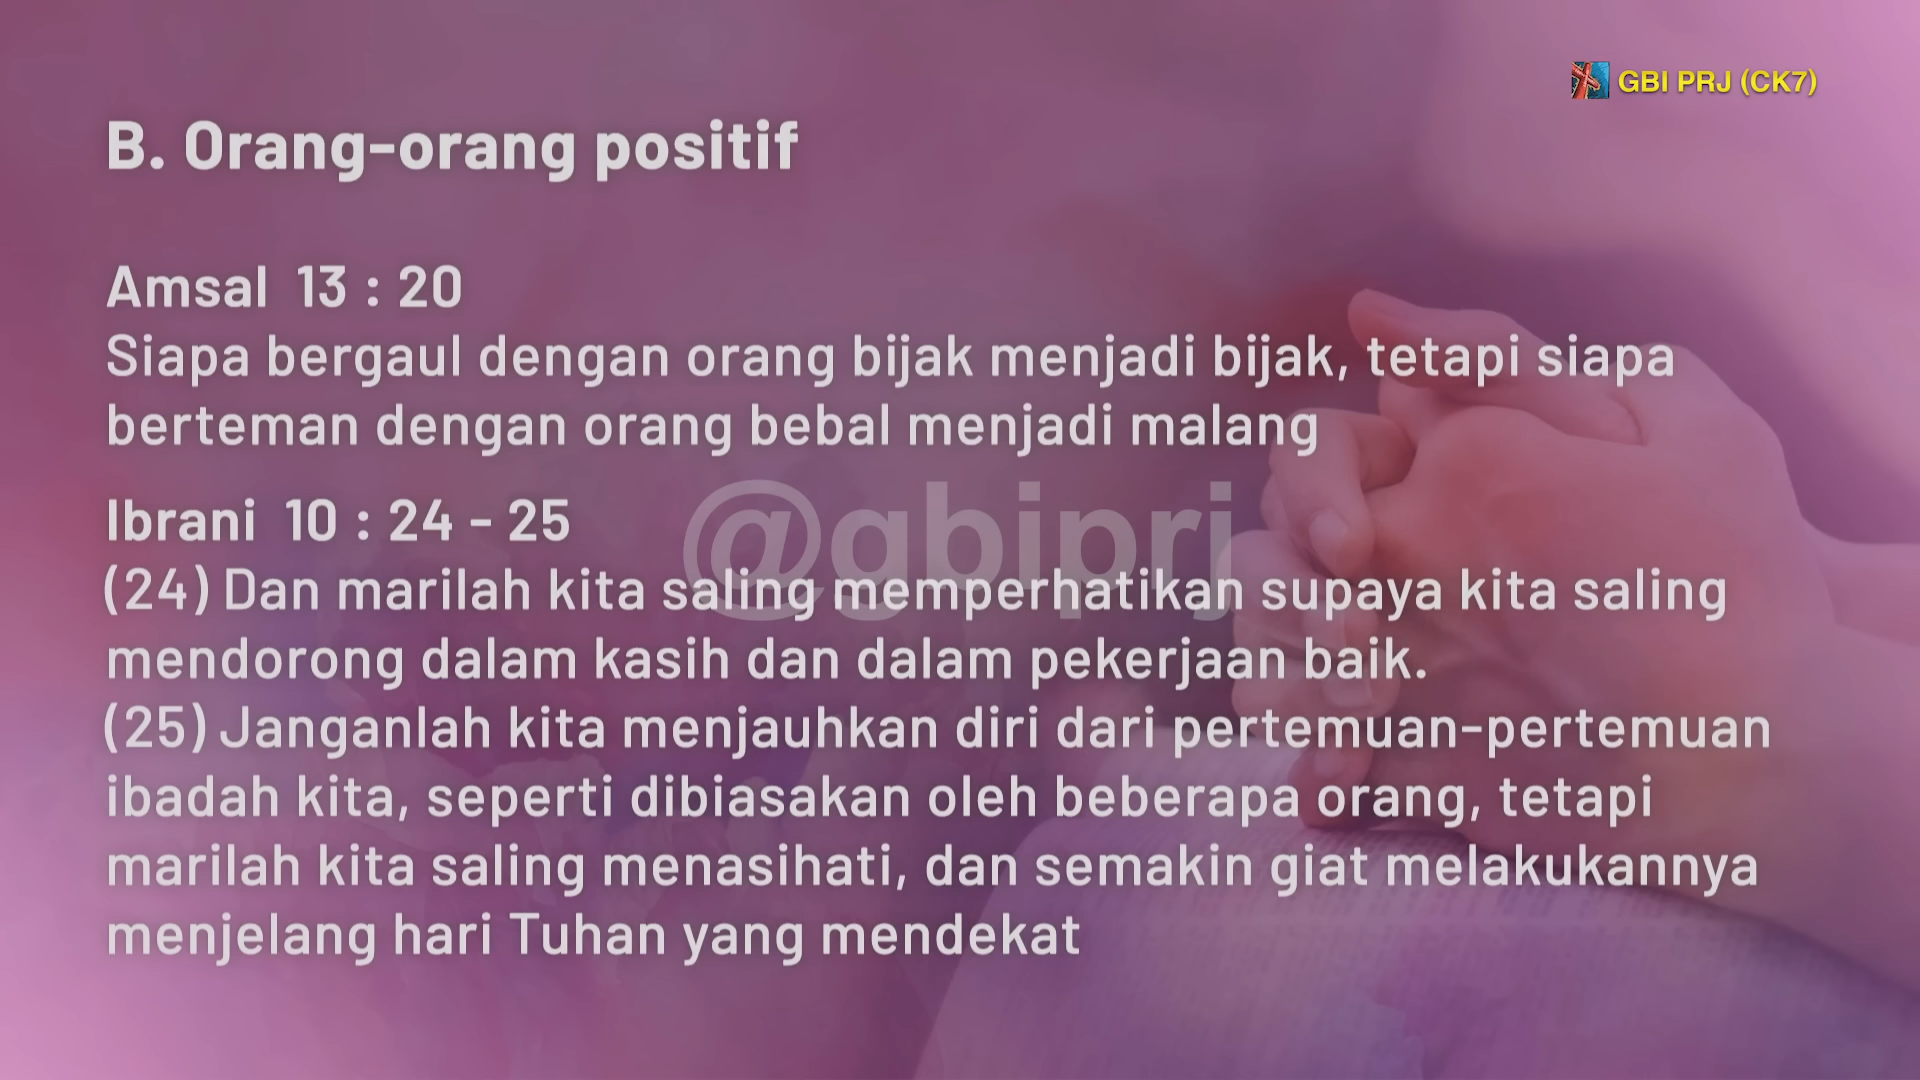 GBI PRJ (CK7)
B. Orang-orang positif
Amsal 13 : 20
Siapa bergaul dengan orang bijak menjadi bijak, tetapi siapa
berteman dengan orang bebal menjadi malang
@gbiprj
Ibrani 10 : 24 - 25
(24) Dan marilah kita saling memperhatikan supaya kita saling
mendorong dalam kasih dan dalam pekerjaan baik.
(25) Janganlah kita menjauhkan diri dari pertemuan-pertemuan
ibadah kita, seperti dibiasakan oleh beberapa orang, tetapi
marilah kita saling menasihati, dan semakin giat melakukannya
menjelang hari Tuhan yang mendekat